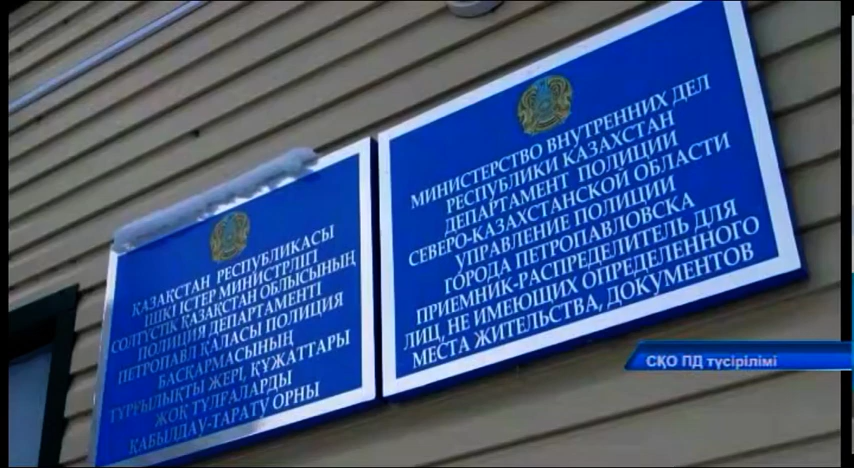 ҚАЗАҚСТАН РЕСПУБЛИКАСЫ
ІШКІ ІСТЕР МИНИСТРЛІГІ
СОЛТҮСТІК ҚАЗАҚСТАН ОБЛЫСЫНЫҢ
ПОЛИЦИЯ ДЕПАРТАМЕНТІ
ПЕТРОПАВЛ ҚАЛАСЫ ПОЛИЦИЯ
БАСҚАРМАСЫНЫҢ
ТҰРҒЫЛЫҚТЫ ЖЕРІ, ҚҰЖАТТАРЫ
ЖОҚ ТҰЛҒАЛАРДЫ
ҚАБЫЛДАУ-ТАРАТУ ОРНЫ
МИНИСТЕРСТВО ВНУТРЕННИХ ДЕЛ
РЕСПУБЛИКИ КАЗАХСТАН
ДЕПАРТАМЕНТ ПОЛИЦИИ
СЕВЕРО-КАЗАХСТАНСКОЙ ОБЛАСТИ
УПРАВЛЕНИЕ ПОЛИЦИИ
ГОРОДА ПЕТРОПАВЛОВСКА
ПРИЕМНИК-РАСПРЕДЕЛИТЕЛЬ ДЛЯ
ЛИЦ, НЕ ИМЕЮЩИХ ОПРЕДЕЛЕННОГО
МЕСТА ЖИТЕЛЬСТВА, ДОКУМЕНТОВ
СҚО ПД түсірілімі